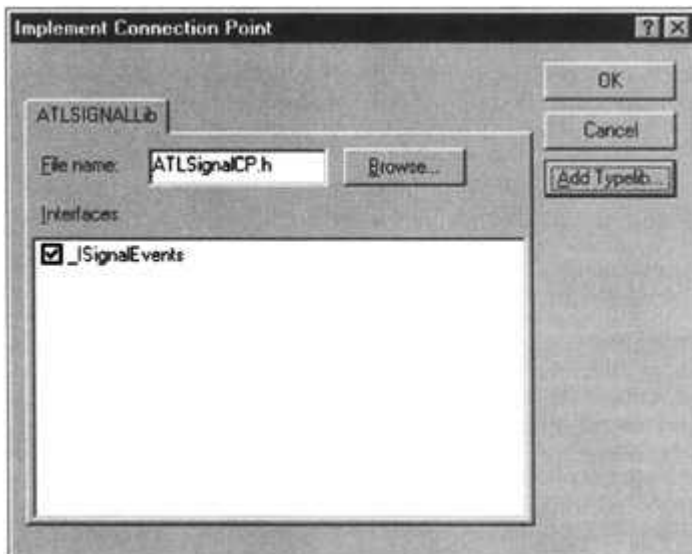 Implement Connection Point
? X
OK
ATLSIGNALLib
Cancel
File name: ATLSignalCP.h Browse...
Add Typelib...
Interfaces
_ISignalEvents